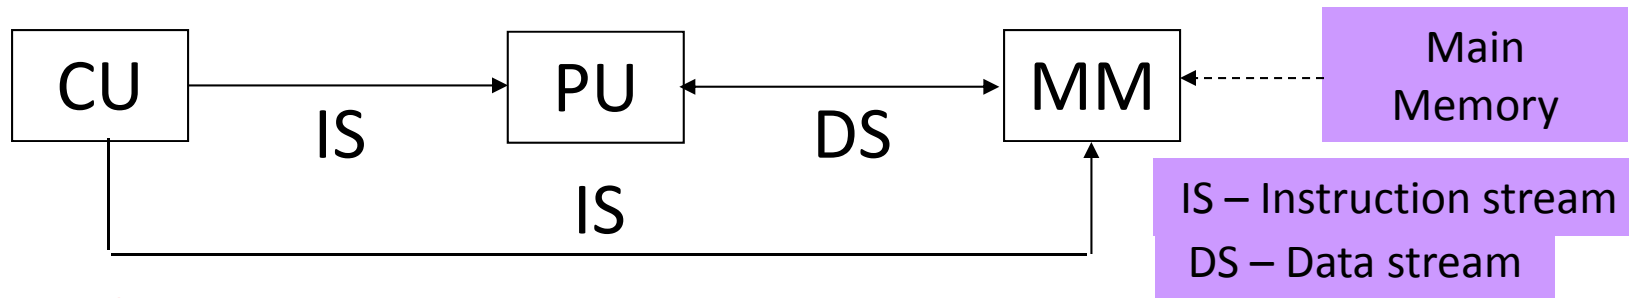 CU
PU
MM
Main
Memory
IS
DS
IS
IS – Instruction stream
DS – Data stream